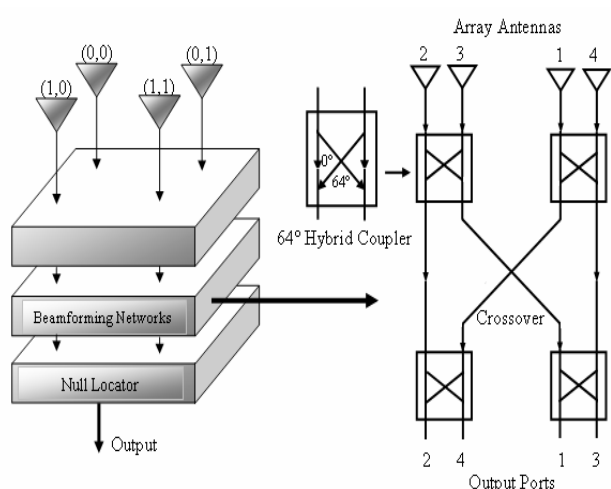 Array Antennas
(0,0) (0,1)
(1,0) (1,1)
2 3 1 4
0°
64°
64° Hybrid Coupler
Beamforming Networks
Crossover
Null Locator
Output
2 4 1 3
Output Ports